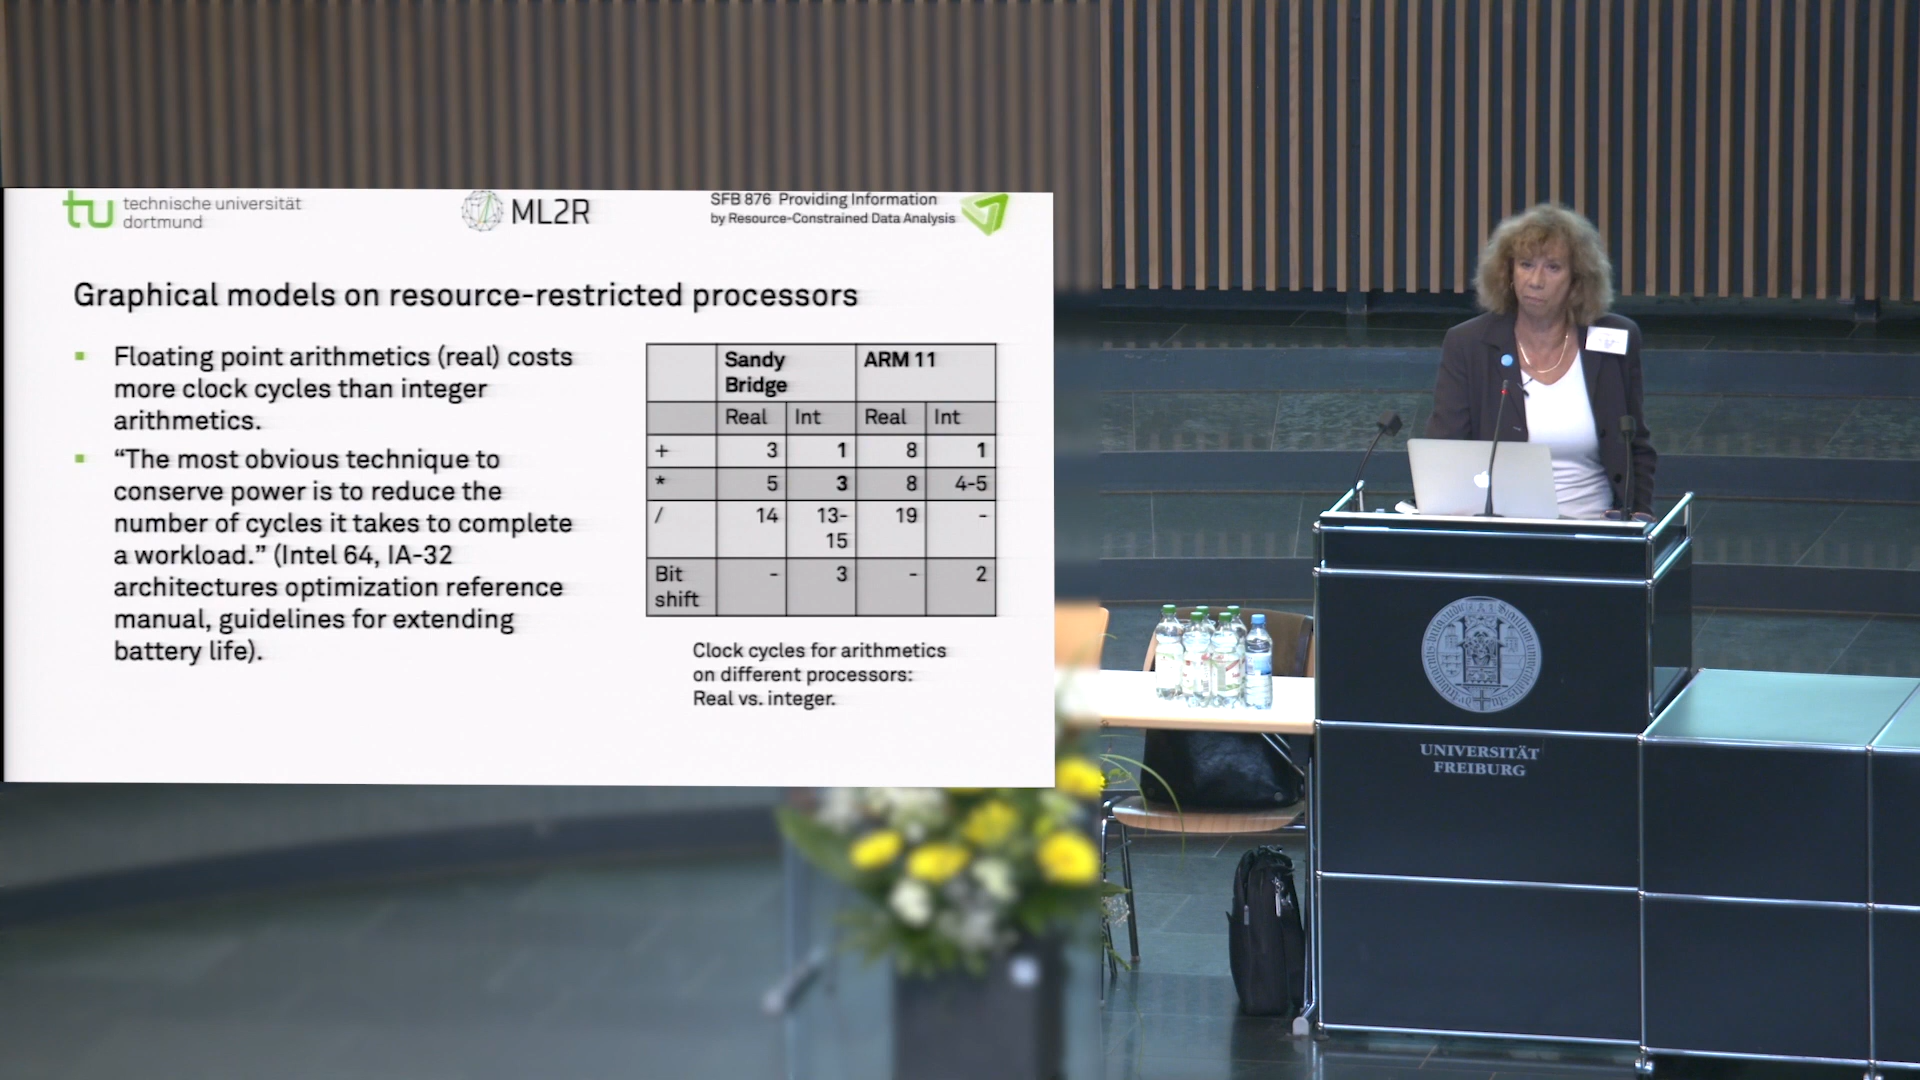 tu technische universität
dortmund
ML2R
SFB 876 Providing Information
by Resource-Constrained Data Analysis
Graphical models on resource-restricted processors
Floating point arithmetics (real) costs
more clock cycles than integer
arithmetics.
“The most obvious technique to
conserve power is to reduce the
number of cycles it takes to complete
a workload.” (Intel 64, IA-32
architectures optimization reference
manual, guidelines for extending
battery life).
Sandy
Bridge
ARM 11
Real Int Real Int
+ 3 1 8 1
* 5 3 8 4-5
/ 14 13-
15 19 -
Bit
shift - 3 - 2
Clock cycles for arithmetics
on different processors:
Real vs. integer.
UNIVERSITÄT
FREIBURG